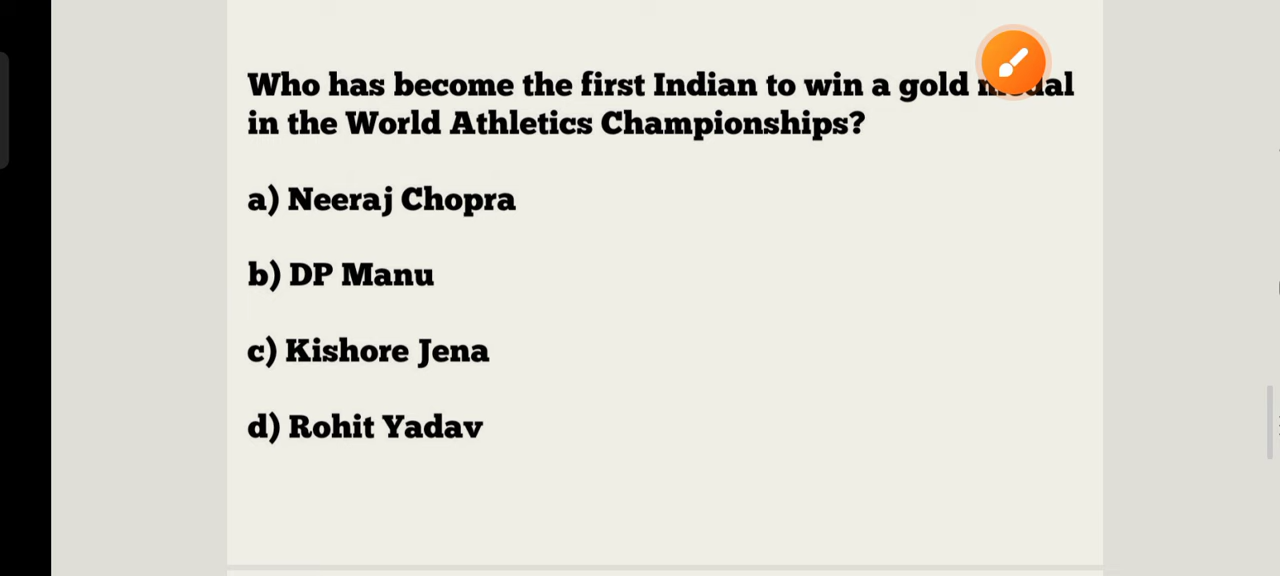 Who has become the first Indian to win a gold medal
in the World Athletics Championships?
a) Neeraj Chopra
b) DP Manu
c) Kishore Jena
d) Rohit Yadav